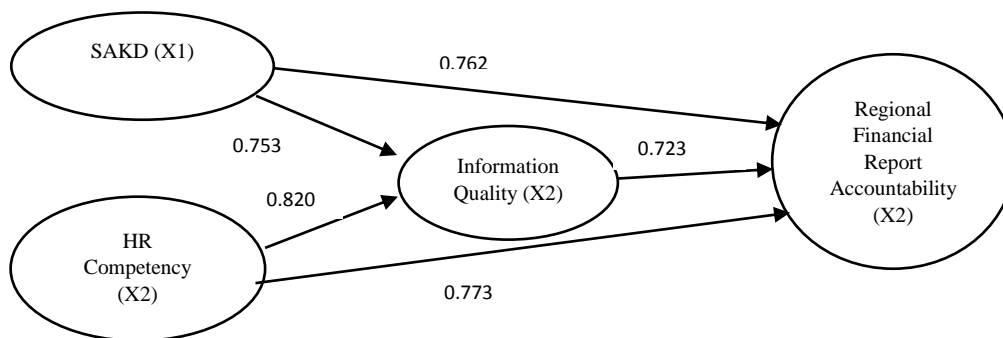 SAKD (X1)
0.762
0.753
Information
Quality (X2)
0.723
Regional
Financial
Report
Accountability
(X2)
0.820
HR
Competency
(X2)
0.773